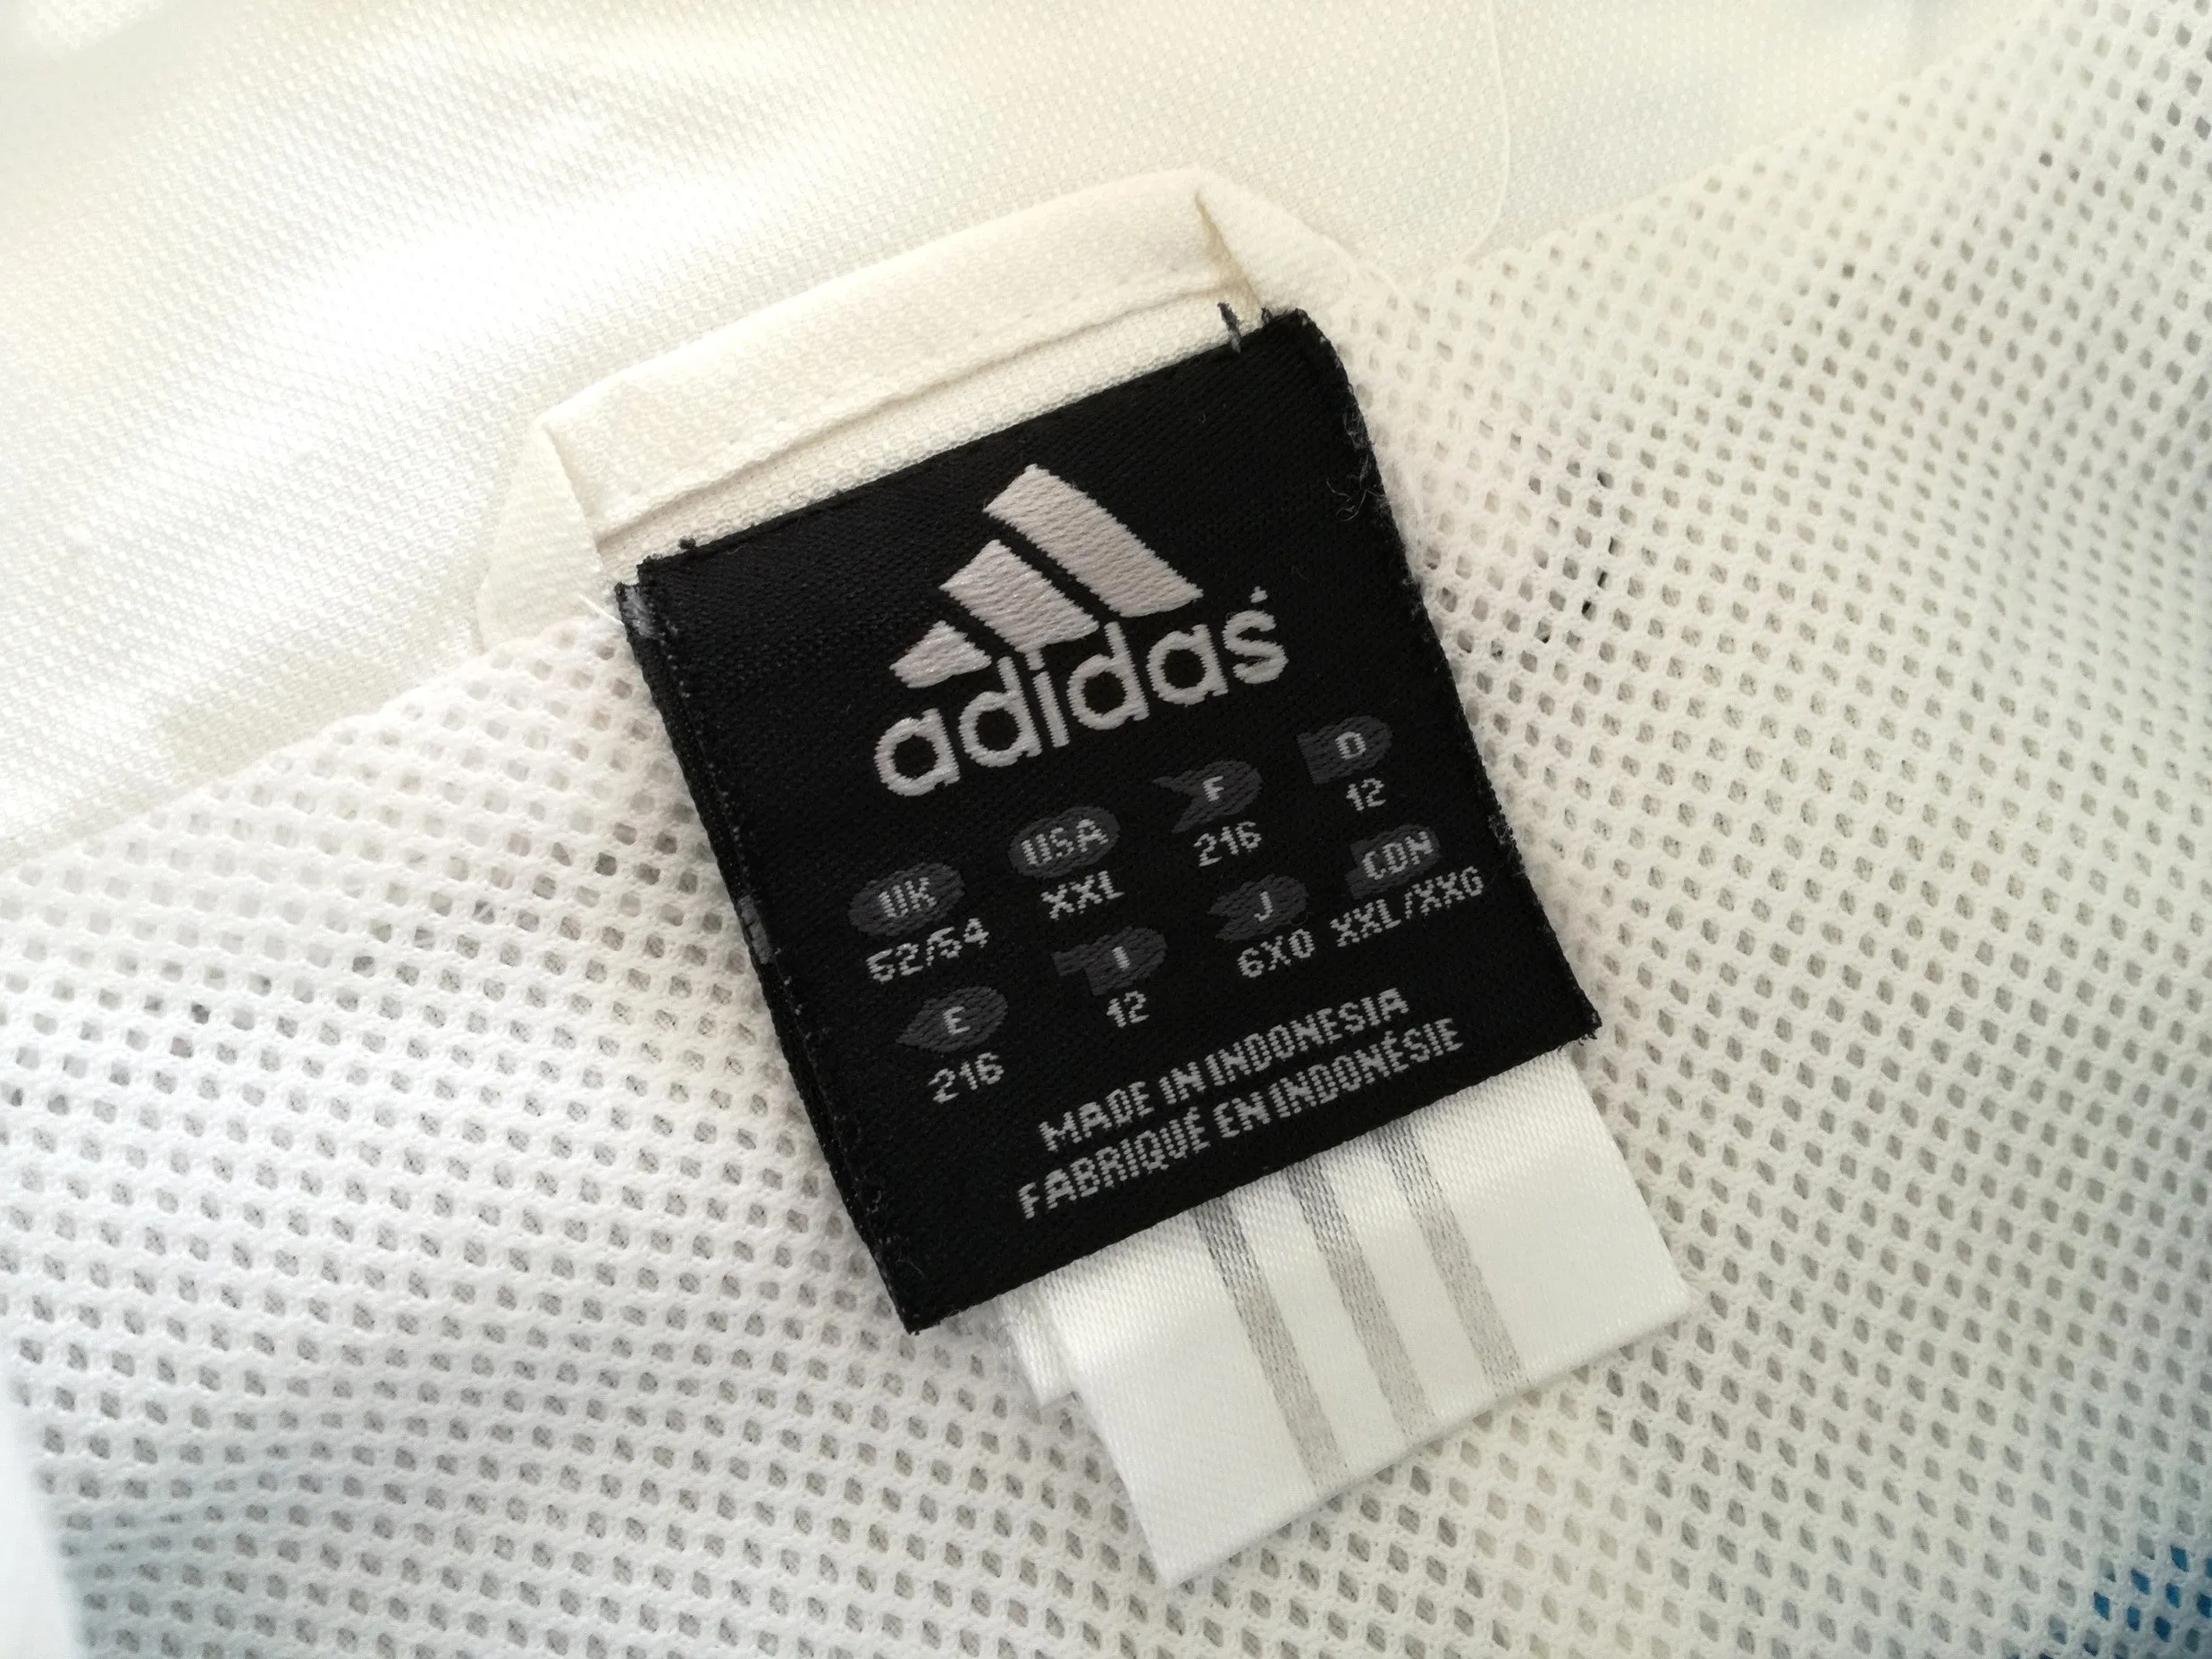 adidas
UK USA F D
52/54 XXL 216 12
E I J CDN
216 12 6XO XXL/XXG
MADE IN INDONESIA
FABRIQUÉ EN INDONÉSIE